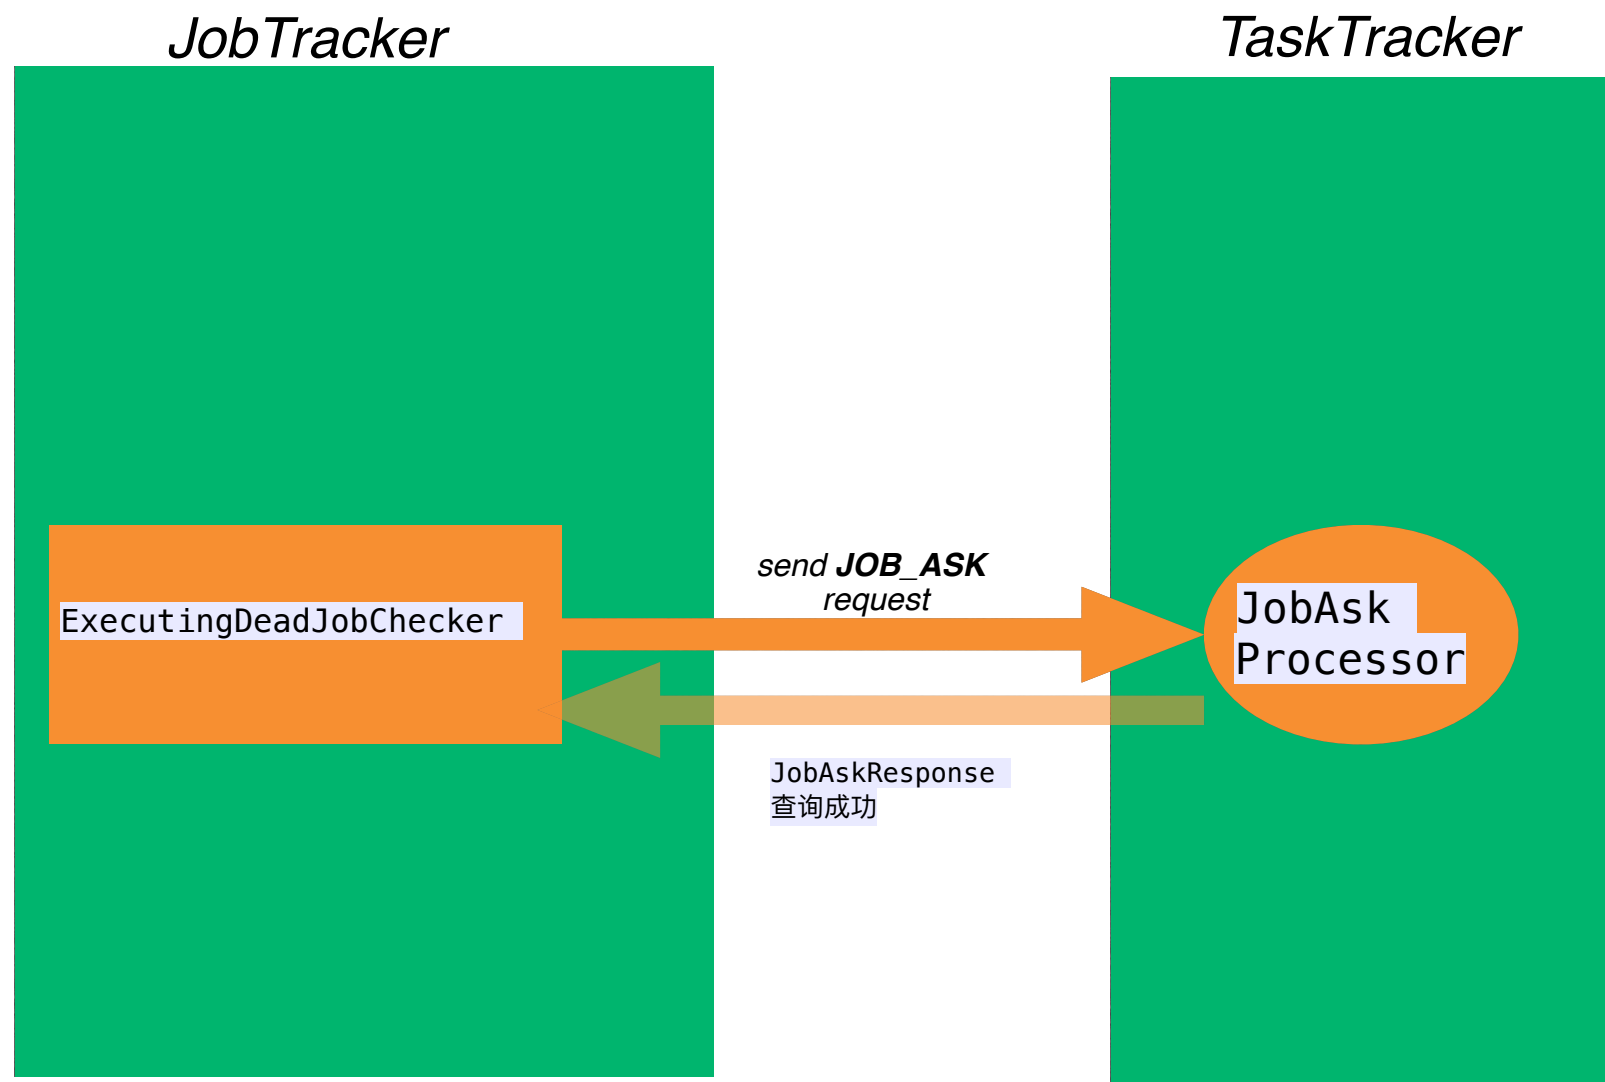 JobTracker
TaskTracker
ExecutingDeadJobChecker
send JOB_ASK
request
JobAsk
Processor
JobAskResponse
查询成功